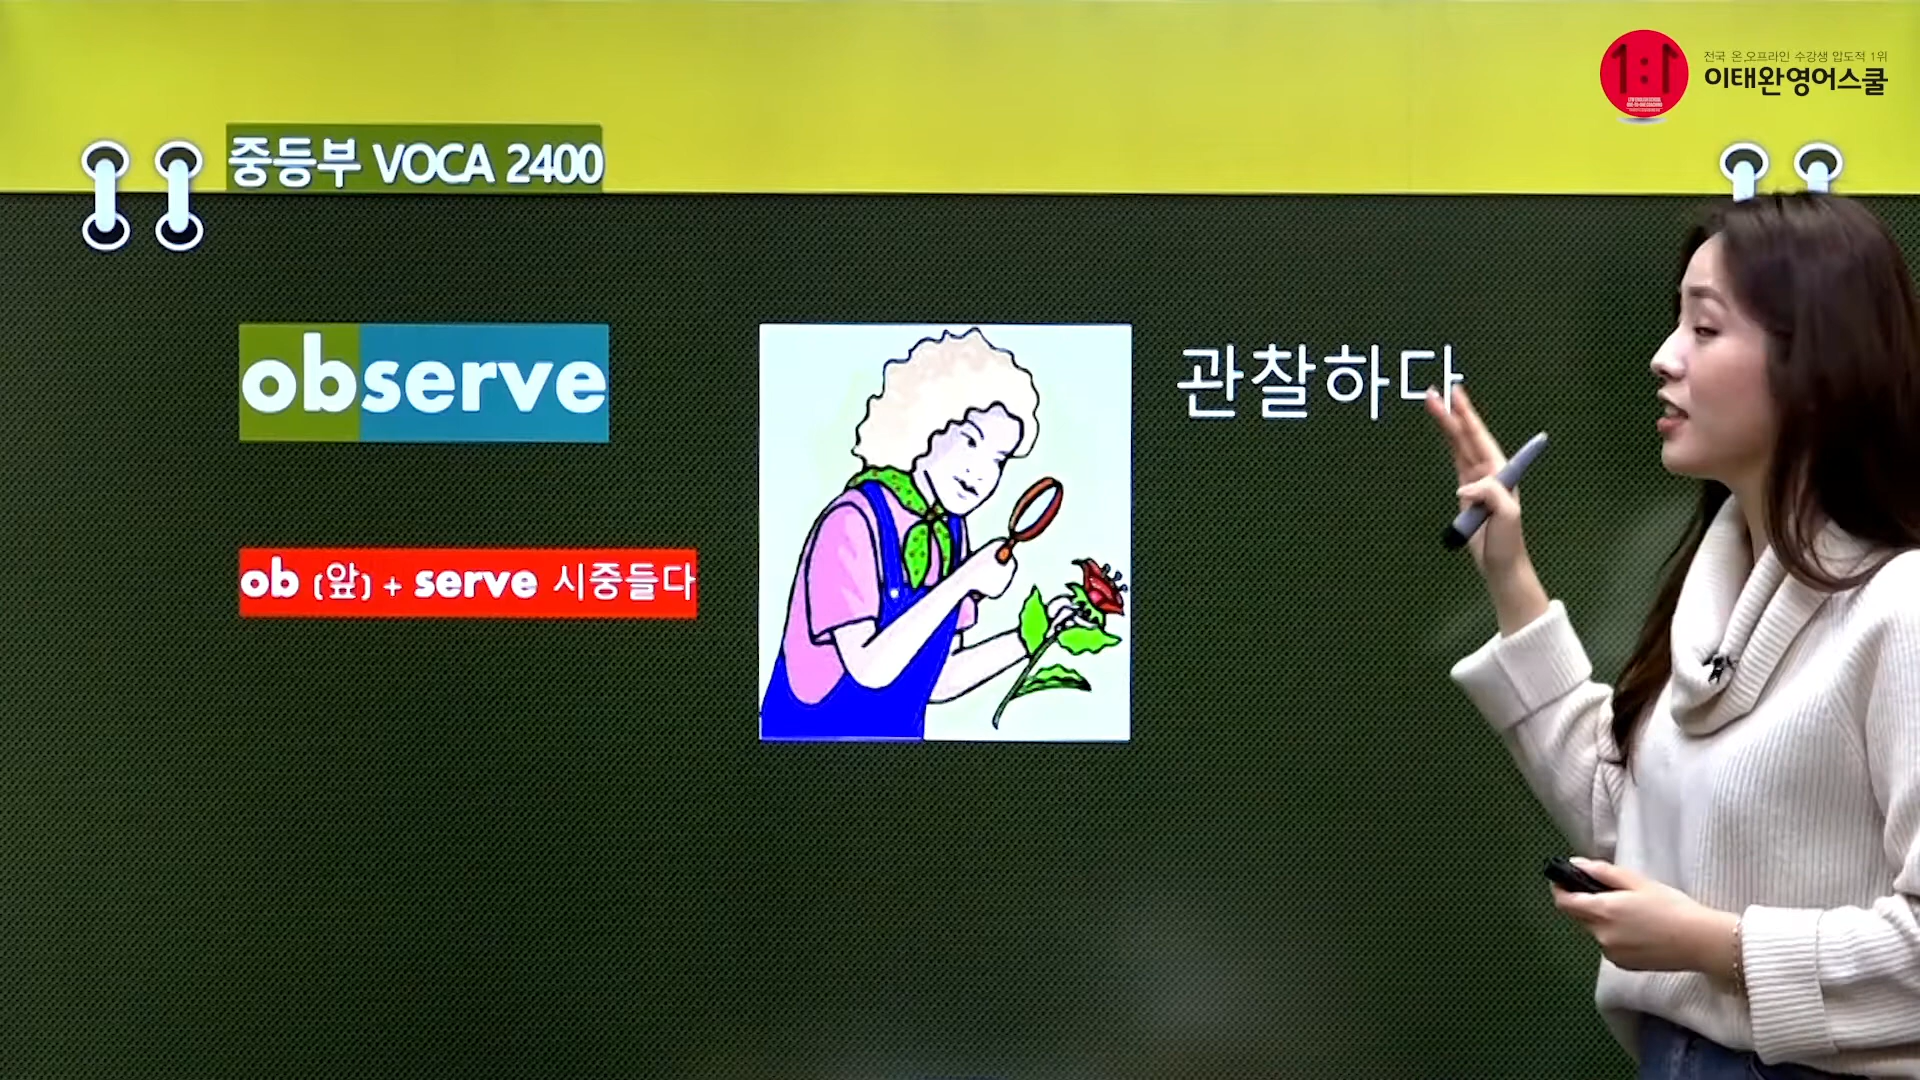 전국 온,오프라인 수강생 압도적 1위
1:1 이태완영어스쿨
중등부 VOCA 2400
observe
관찰하다
ob (앞) + serve 시중들다